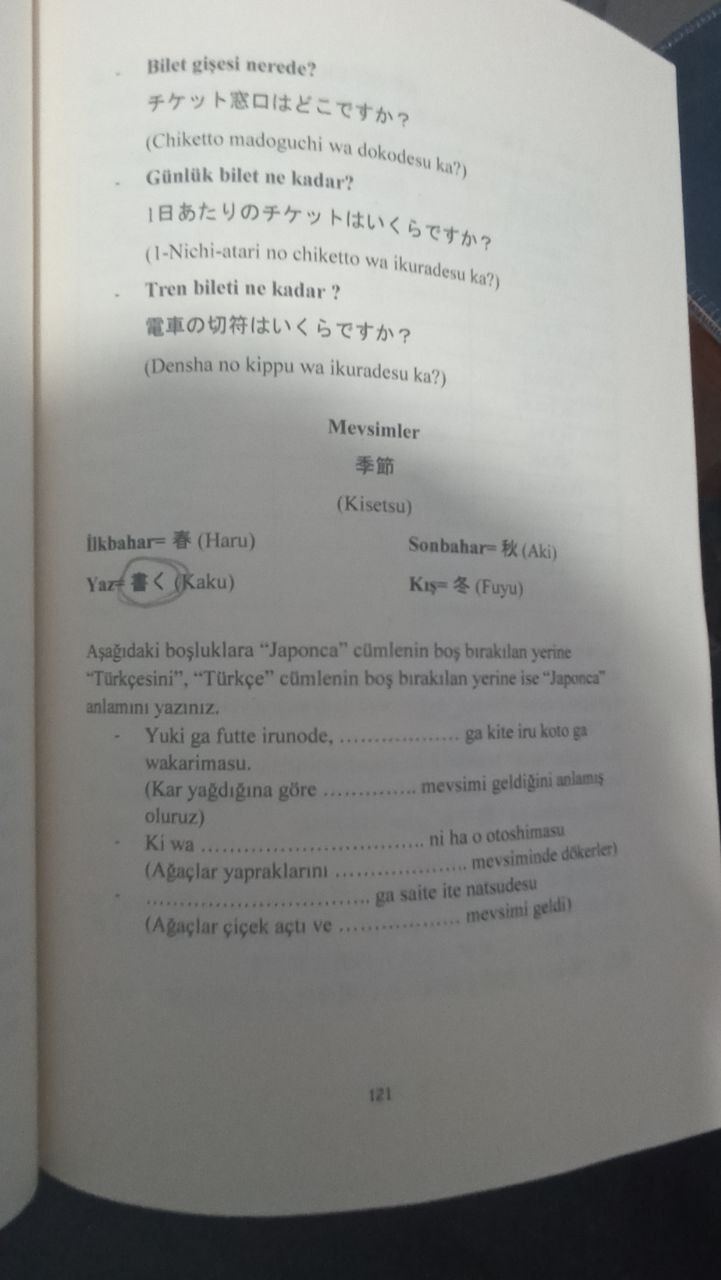 - Bilet gişesi nerede?
チケット窓口はどこですか?
(Chiketto madoguchi wa dokodesu ka?)
- Günlük bilet ne kadar?
1日あたりのチケットはいくらですか?
(1-Nichi-atari no chiketto wa ikuradesu ka?)
- Tren bileti ne kadar ?
電車の切符はいくらですか?
(Densha no kippu wa ikuradesu ka?)
Mevsimler
季節
(Kisetsu)
İlkbahar= 春 (Haru) Sonbahar= 秋 (Aki)
Yaz= 書く (Kaku) Kış= 冬 (Fuyu)
Aşağıdaki boşluklara “Japonca” cümlenin boş bırakılan yerine
“Türkçesini”, “Türkçe” cümlenin boş bırakılan yerine ise “Japonca”
anlamını yazınız.
- Yuki ga futte irunode, .................. ga kite iru koto ga
wakarimasu.
(Kar yağdığına göre .............. mevsimi geldiğini anlamış
oluruz)
- Ki wa ................................. ni ha o otoshimasu
(Ağaçlar yapraklarını .................... mevsiminde dökerler)
- ................................. ga saite ite natsudesu
(Ağaçlar çiçek açtı ve .................. mevsimi geldi)
121